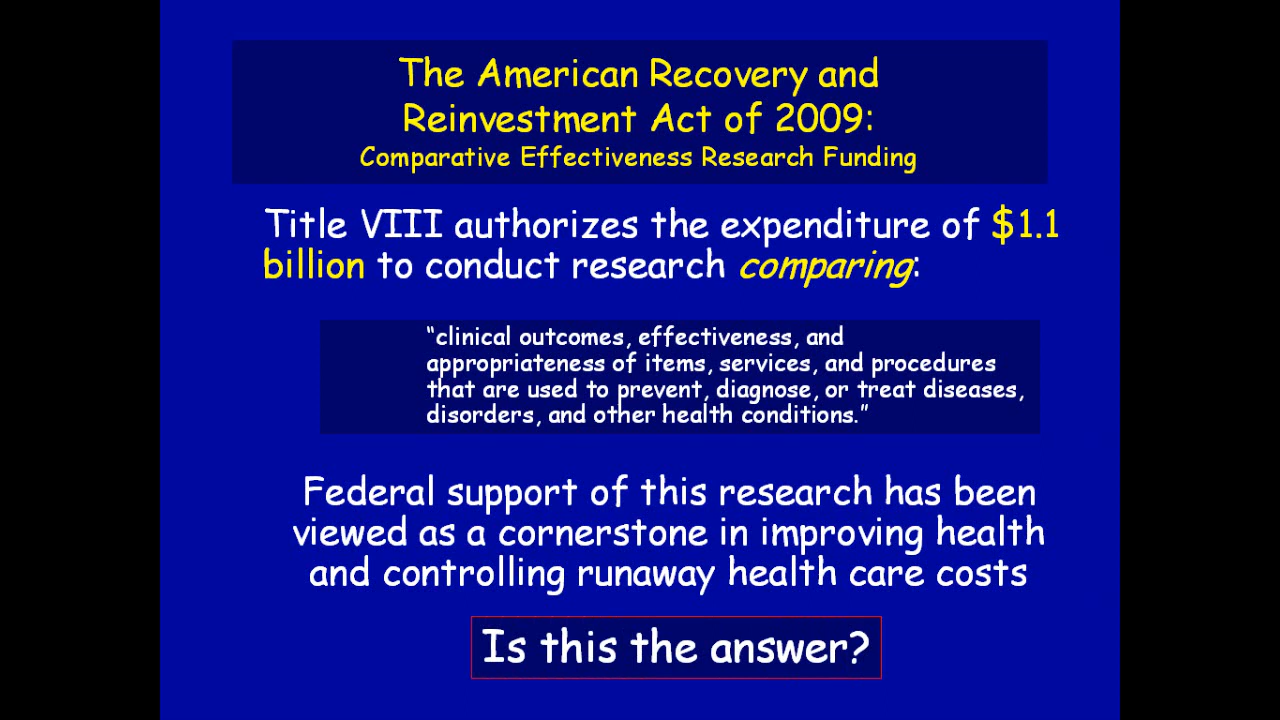 The American Recovery and
Reinvestment Act of 2009:
Comparative Effectiveness Research Funding
Title VIII authorizes the expenditure of $1.1
billion to conduct research comparing:
“clinical outcomes, effectiveness, and
appropriateness of items, services, and procedures
that are used to prevent, diagnose, or treat diseases,
disorders, and other health conditions.”
Federal support of this research has been
viewed as a cornerstone in improving health
and controlling runaway health care costs
Is this the answer?